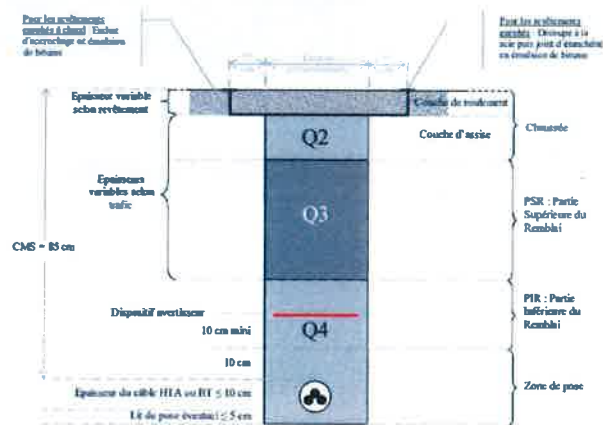 Pour les revêtements
enrobés à chaud : Enduit
d'accrochage ou émulsion
de bitume
Pour les revêtements
enrobés : Découpe à la
scie puis joint d'étanchéité
en émulsion de bitume
Epaisseur variable
selon revêtement
Couche de roulement
Q2
Couche d'assise
Chaussée
Epaisseurs
variables selon
trafic
Q3
PSR : Partie
Supérieure du
Remblai
CMS = 85 cm
Dispositif avertisseur
10 cm mini
Q4
PIR : Partie
Inférieure du
Remblai
10 cm
Epaisseur du câble HTA ou BT ≤ 10 cm
Zone de pose
Lit de pose éventuel ≤ 5 cm